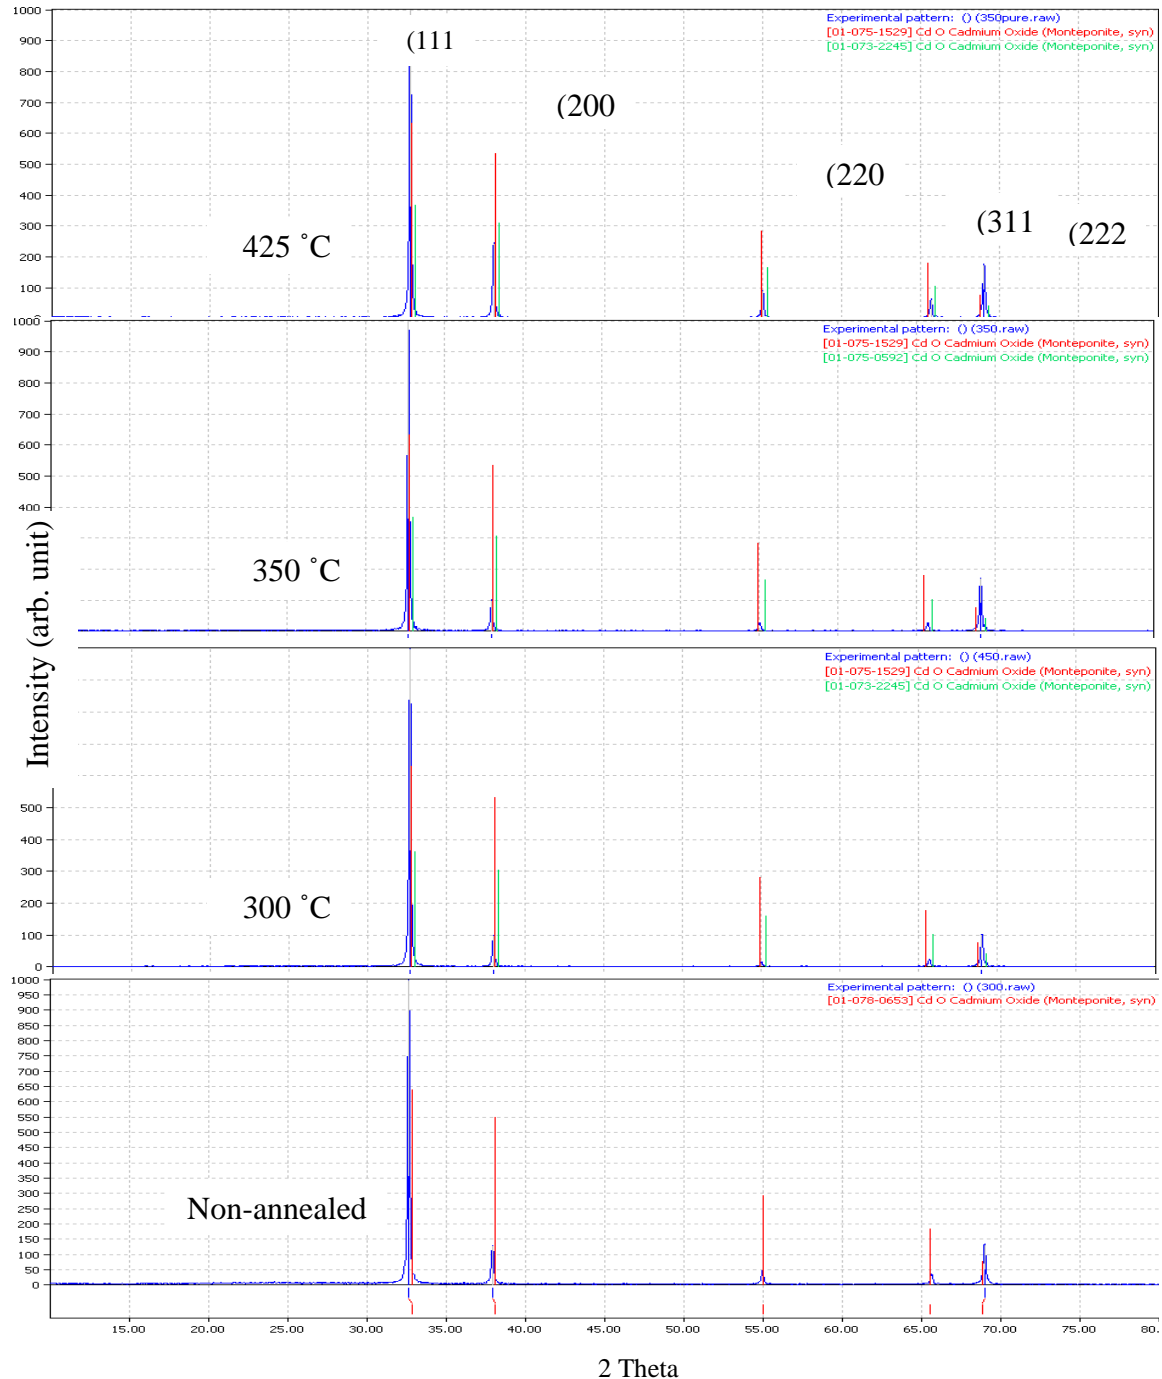 1000
900
800
700
600
500
400
300
200
100
Experimental pattern: () (350pure.raw)
[01-075-1529] Cd O Cadmium Oxide (Monteponite, syn)
[01-073-2245] Cd O Cadmium Oxide (Monteponite, syn)
(111
(200
(220
(311
(222
425 ˚C
1000
900
800
700
600
500
400
Experimental pattern: () (350.raw)
[01-075-1529] Cd O Cadmium Oxide (Monteponite, syn)
[01-075-0592] Cd O Cadmium Oxide (Monteponite, syn)
350 ˚C
Intensity (arb. unit)
Experimental pattern: () (450.raw)
[01-075-1529] Cd O Cadmium Oxide (Monteponite, syn)
[01-073-2245] Cd O Cadmium Oxide (Monteponite, syn)
500
400
300
200
100
0
300 ˚C
1000
950
900
850
800
750
700
650
600
550
500
450
400
350
300
250
200
150
100
50
0
Experimental pattern: () (300.raw)
[01-078-0653] Cd O Cadmium Oxide (Monteponite, syn)
Non-annealed
15.00 20.00 25.00 30.00 35.00 40.00 45.00 50.00 55.00 60.00 65.00 70.00 75.00 80.
2 Theta